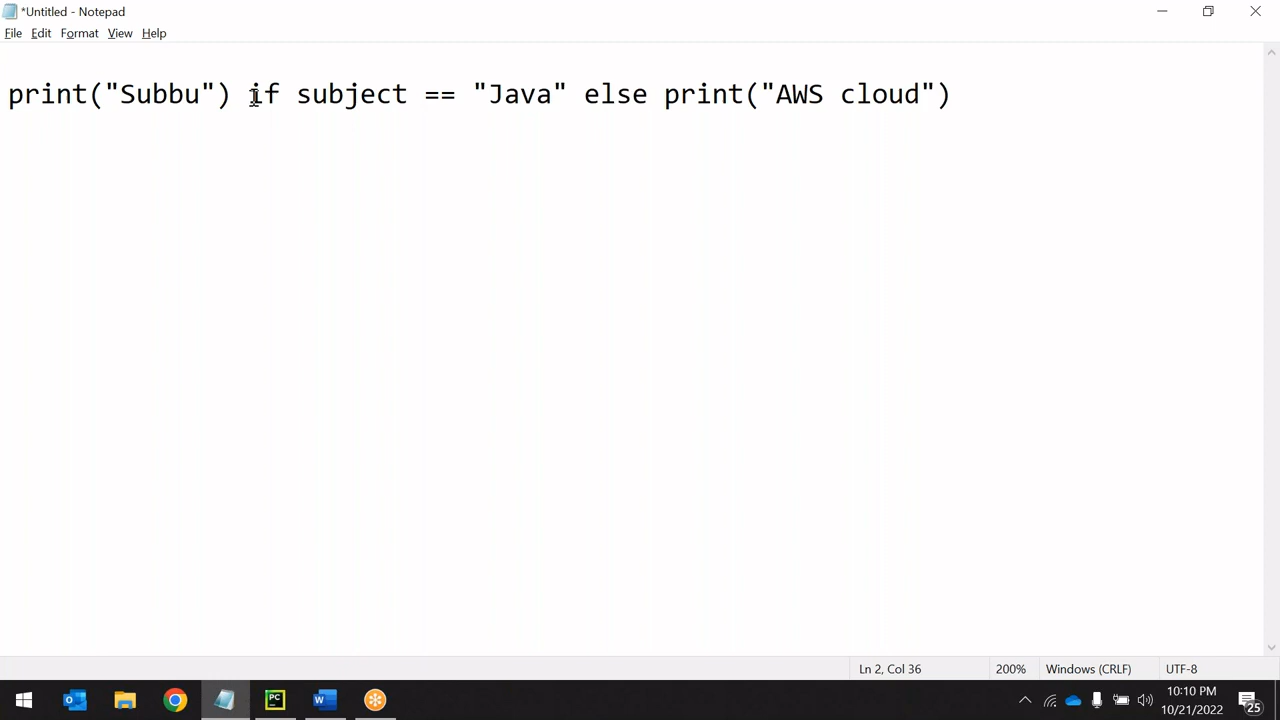 *Untitled - Notepad
File Edit Format View Help
print("Subbu") if subject == "Java" else print("AWS cloud")
Ln 2, Col 36 200% Windows (CRLF) UTF-8
PC W 10:10 PM
10/21/2022 25